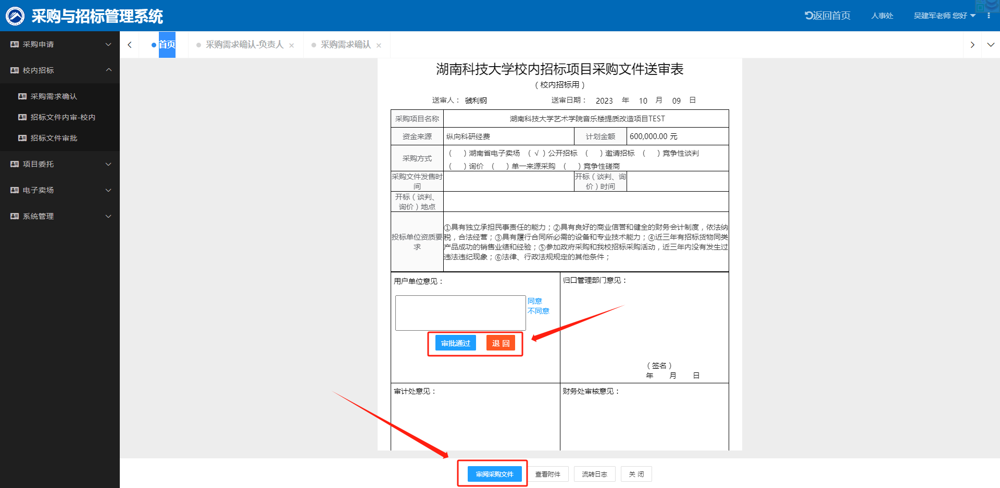 采购与招标管理系统
返回首页
人事处
吴建军老师 您好
采购申请
校内招标
采购需求确认
招标文件内审-校内
招标文件审批
项目委托
电子卖场
系统管理
首页
采购需求确认-负责人
采购需求确认
湖南科技大学校内招标项目采购文件送审表
(校内招标用)
送审人： 虢利钢 送审日期： 2023 年 10 月 09 日
采购项目名称 湖南科技大学艺术学院音乐楼提质改造项目TEST
资金来源 纵向科研经费 计划金额 600,000.00 元
采购方式
( )湖南省电子卖场 ( √ )公开招标 ( )邀请招标 ( )竞争性谈判
( )询价 ( )单一来源采购 ( )竞争性磋商
采购文件发售时
间
开标(谈判、询
价)时间
开标(谈判、
询价)地点
投标单位资质要
求
①具有独立承担民事责任的能力；②具有良好的商业信誉和健全的财务会计制度，依法纳
税，合法经营；③具有履行合同所必需的设备和专业技术能力；④近三年有招标货物同类
产品成功的销售业绩和经验；⑤参加政府采购和我校招标采购活动，近三年内没有发生过
违法违纪现象；⑥法律、行政法规规定的其他条件；
用户单位意见：
同意
不同意
审批通过 退 回
归口管理部门意见：
(签名)
年 月 日
审计处意见：
财务处审核意见：
审阅采购文件 查看附件 流转日志 关 闭